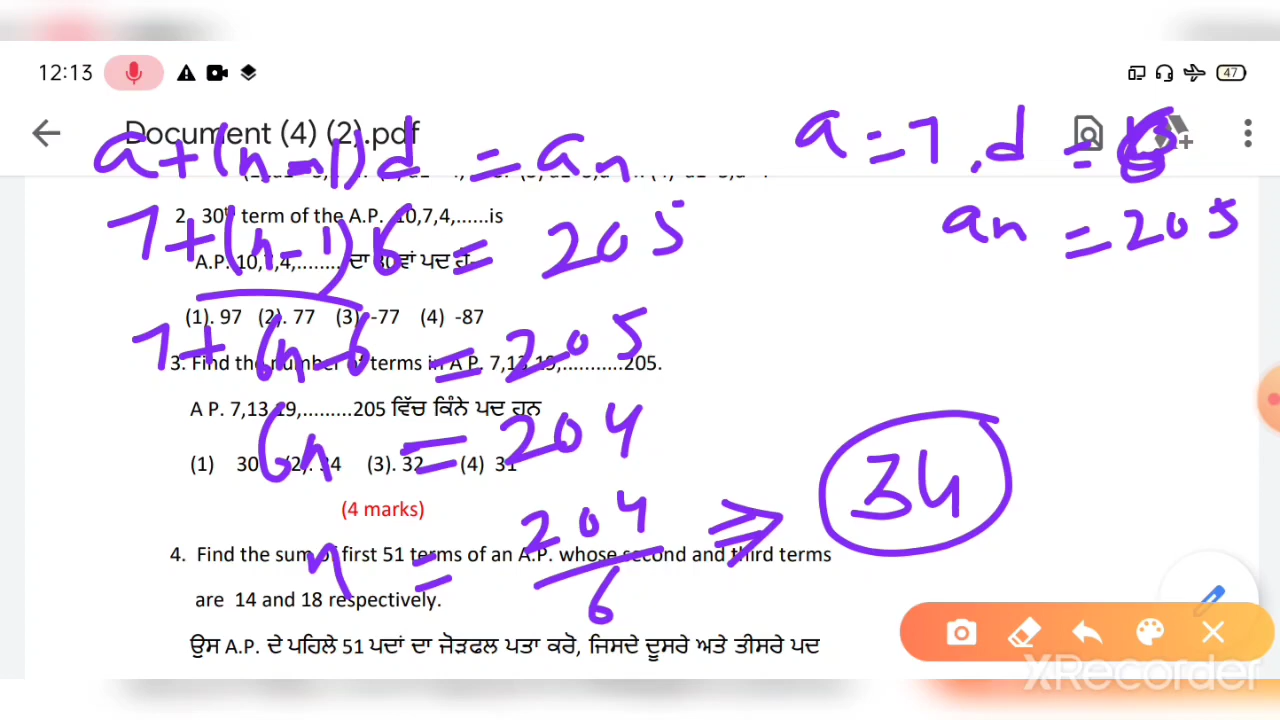 12:13
47
Document (4) (2).pdf
a+(n-1)d = an
a=7, d = 6
an = 205
2. 30th term of the A.P. 10,7,4,......is
7+(n-1)6 = 205
A.P. 10,7,4,........ ਦਾ 30ਵਾਂ ਪਦ ਹੈ
(1). 97 (2). 77 (3) -77 (4) -87
7+6n-6 = 205
3. Find the number of terms in A P. 7,13,19,...........205.
A P. 7,13,19,.........205 ਵਿੱਚ ਕਿੰਨੇ ਪਦ ਹਨ
6n = 204
(1) 30 (2). 34 (3). 32 (4) 31
34
(4 marks)
n = 204/6 ⇒
4. Find the sum of first 51 terms of an A.P. whose second and third terms
are 14 and 18 respectively.
ਉਸ A.P. ਦੇ ਪਹਿਲੇ 51 ਪਦਾਂ ਦਾ ਜੋੜਫਲ ਪਤਾ ਕਰੋ, ਜਿਸਦੇ ਦੂਸਰੇ ਅਤੇ ਤੀਸਰੇ ਪਦ
XRecorder